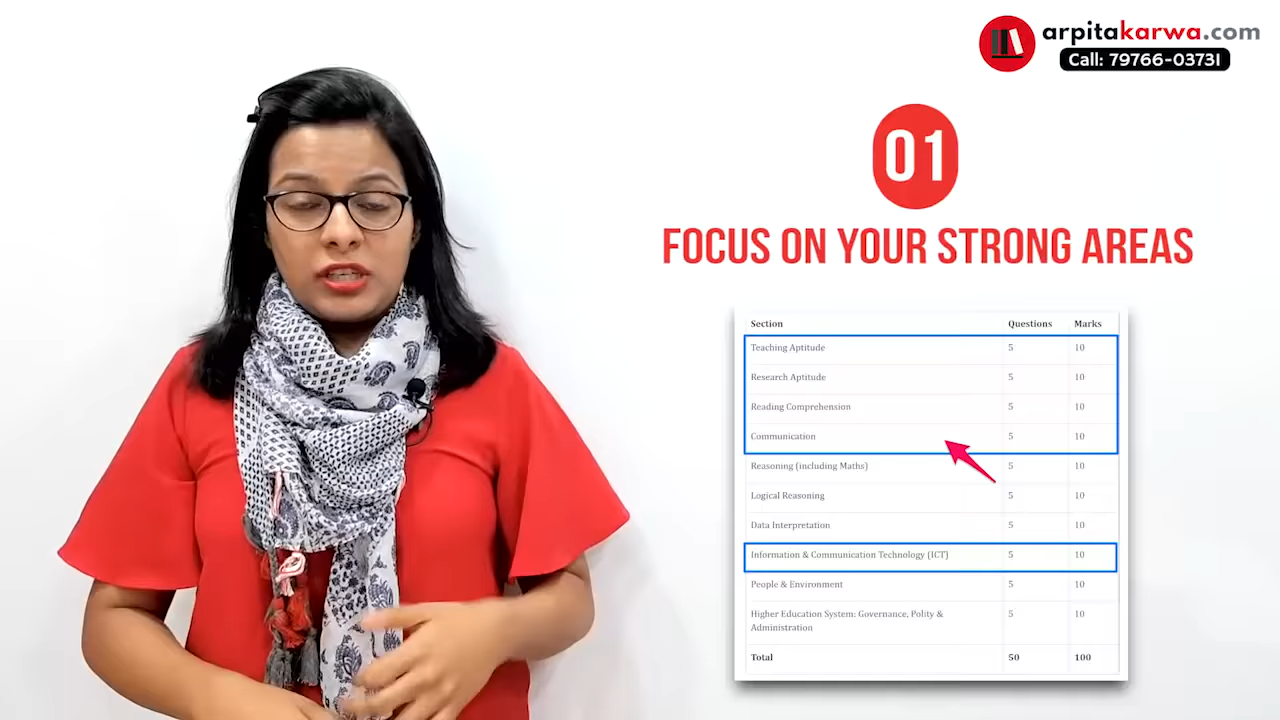 arpitakarwa.com
Call: 79766-03731
01
FOCUS ON YOUR STRONG AREAS
Section Questions Marks
Teaching Aptitude 5 10
Research Aptitude 5 10
Reading Comprehension 5 10
Communication 5 10
Reasoning (including Maths) 5 10
Logical Reasoning 5 10
Data Interpretation 5 10
Information & Communication Technology (ICT) 5 10
People & Environment 5 10
Higher Education System: Governance, Polity & 5 10
Administration
Total 50 100